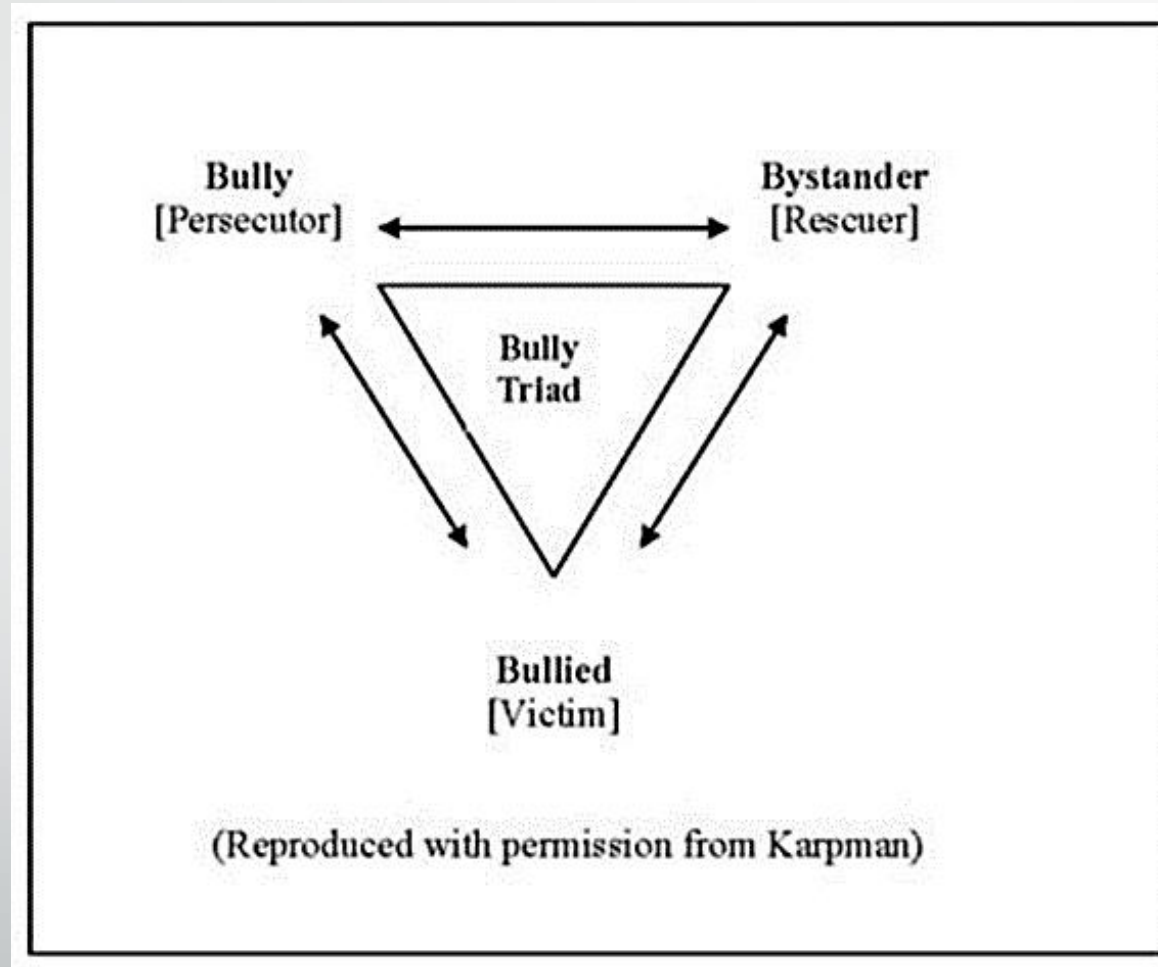 Bully
[Persecutor]
Bystander
[Rescuer]
Bully
Triad
Bullied
[Victim]
(Reproduced with permission from Karpman)